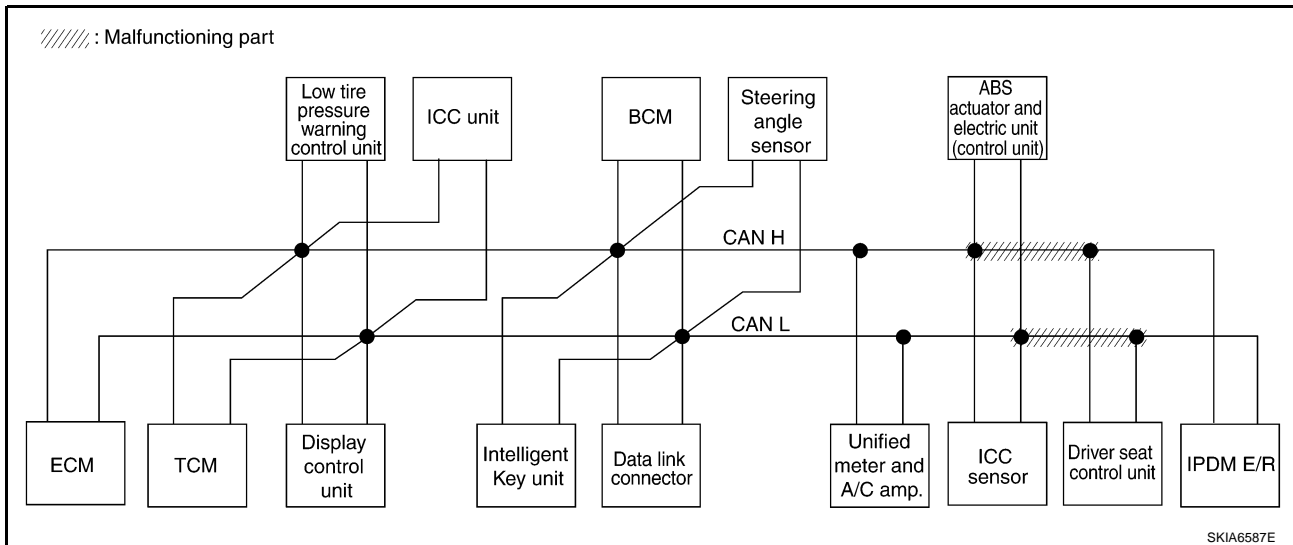 : Malfunctioning part
Low tire
pressure
warning
control unit
ICC unit
BCM
Steering
angle
sensor
ABS
actuator and
electric unit
(control unit)
CAN H
CAN L
ECM
TCM
Display
control
unit
Intelligent
Key unit
Data link
connector
Unified
meter and
A/C amp.
ICC
sensor
Driver seat
control unit
IPDM E/R
SKIA6587E